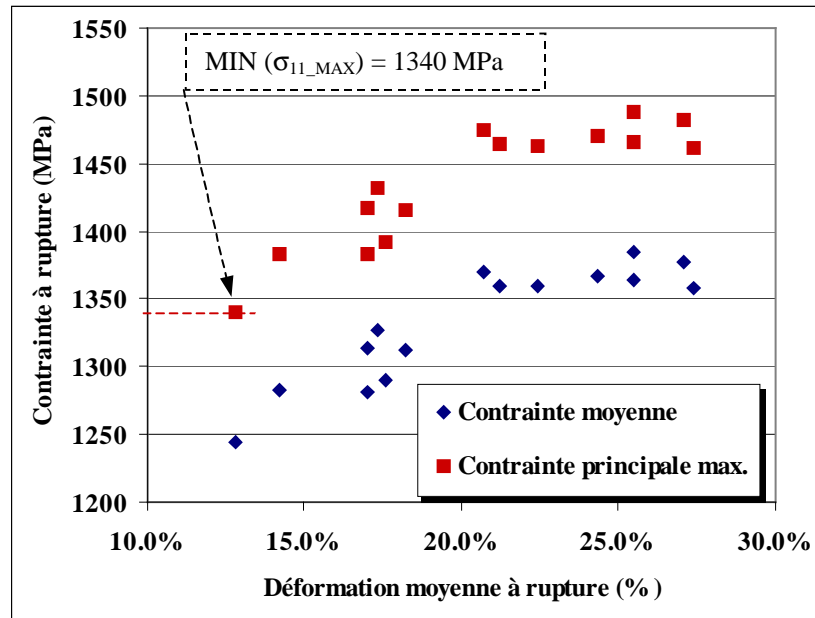 1550
1500
1450
1400
1350
1300
1250
1200
Contrainte à rupture (MPa)
MIN (σ11_MAX) = 1340 MPa
Contrainte moyenne
Contrainte principale max.
10.0% 15.0% 20.0% 25.0% 30.0%
Déformation moyenne à rupture (% )